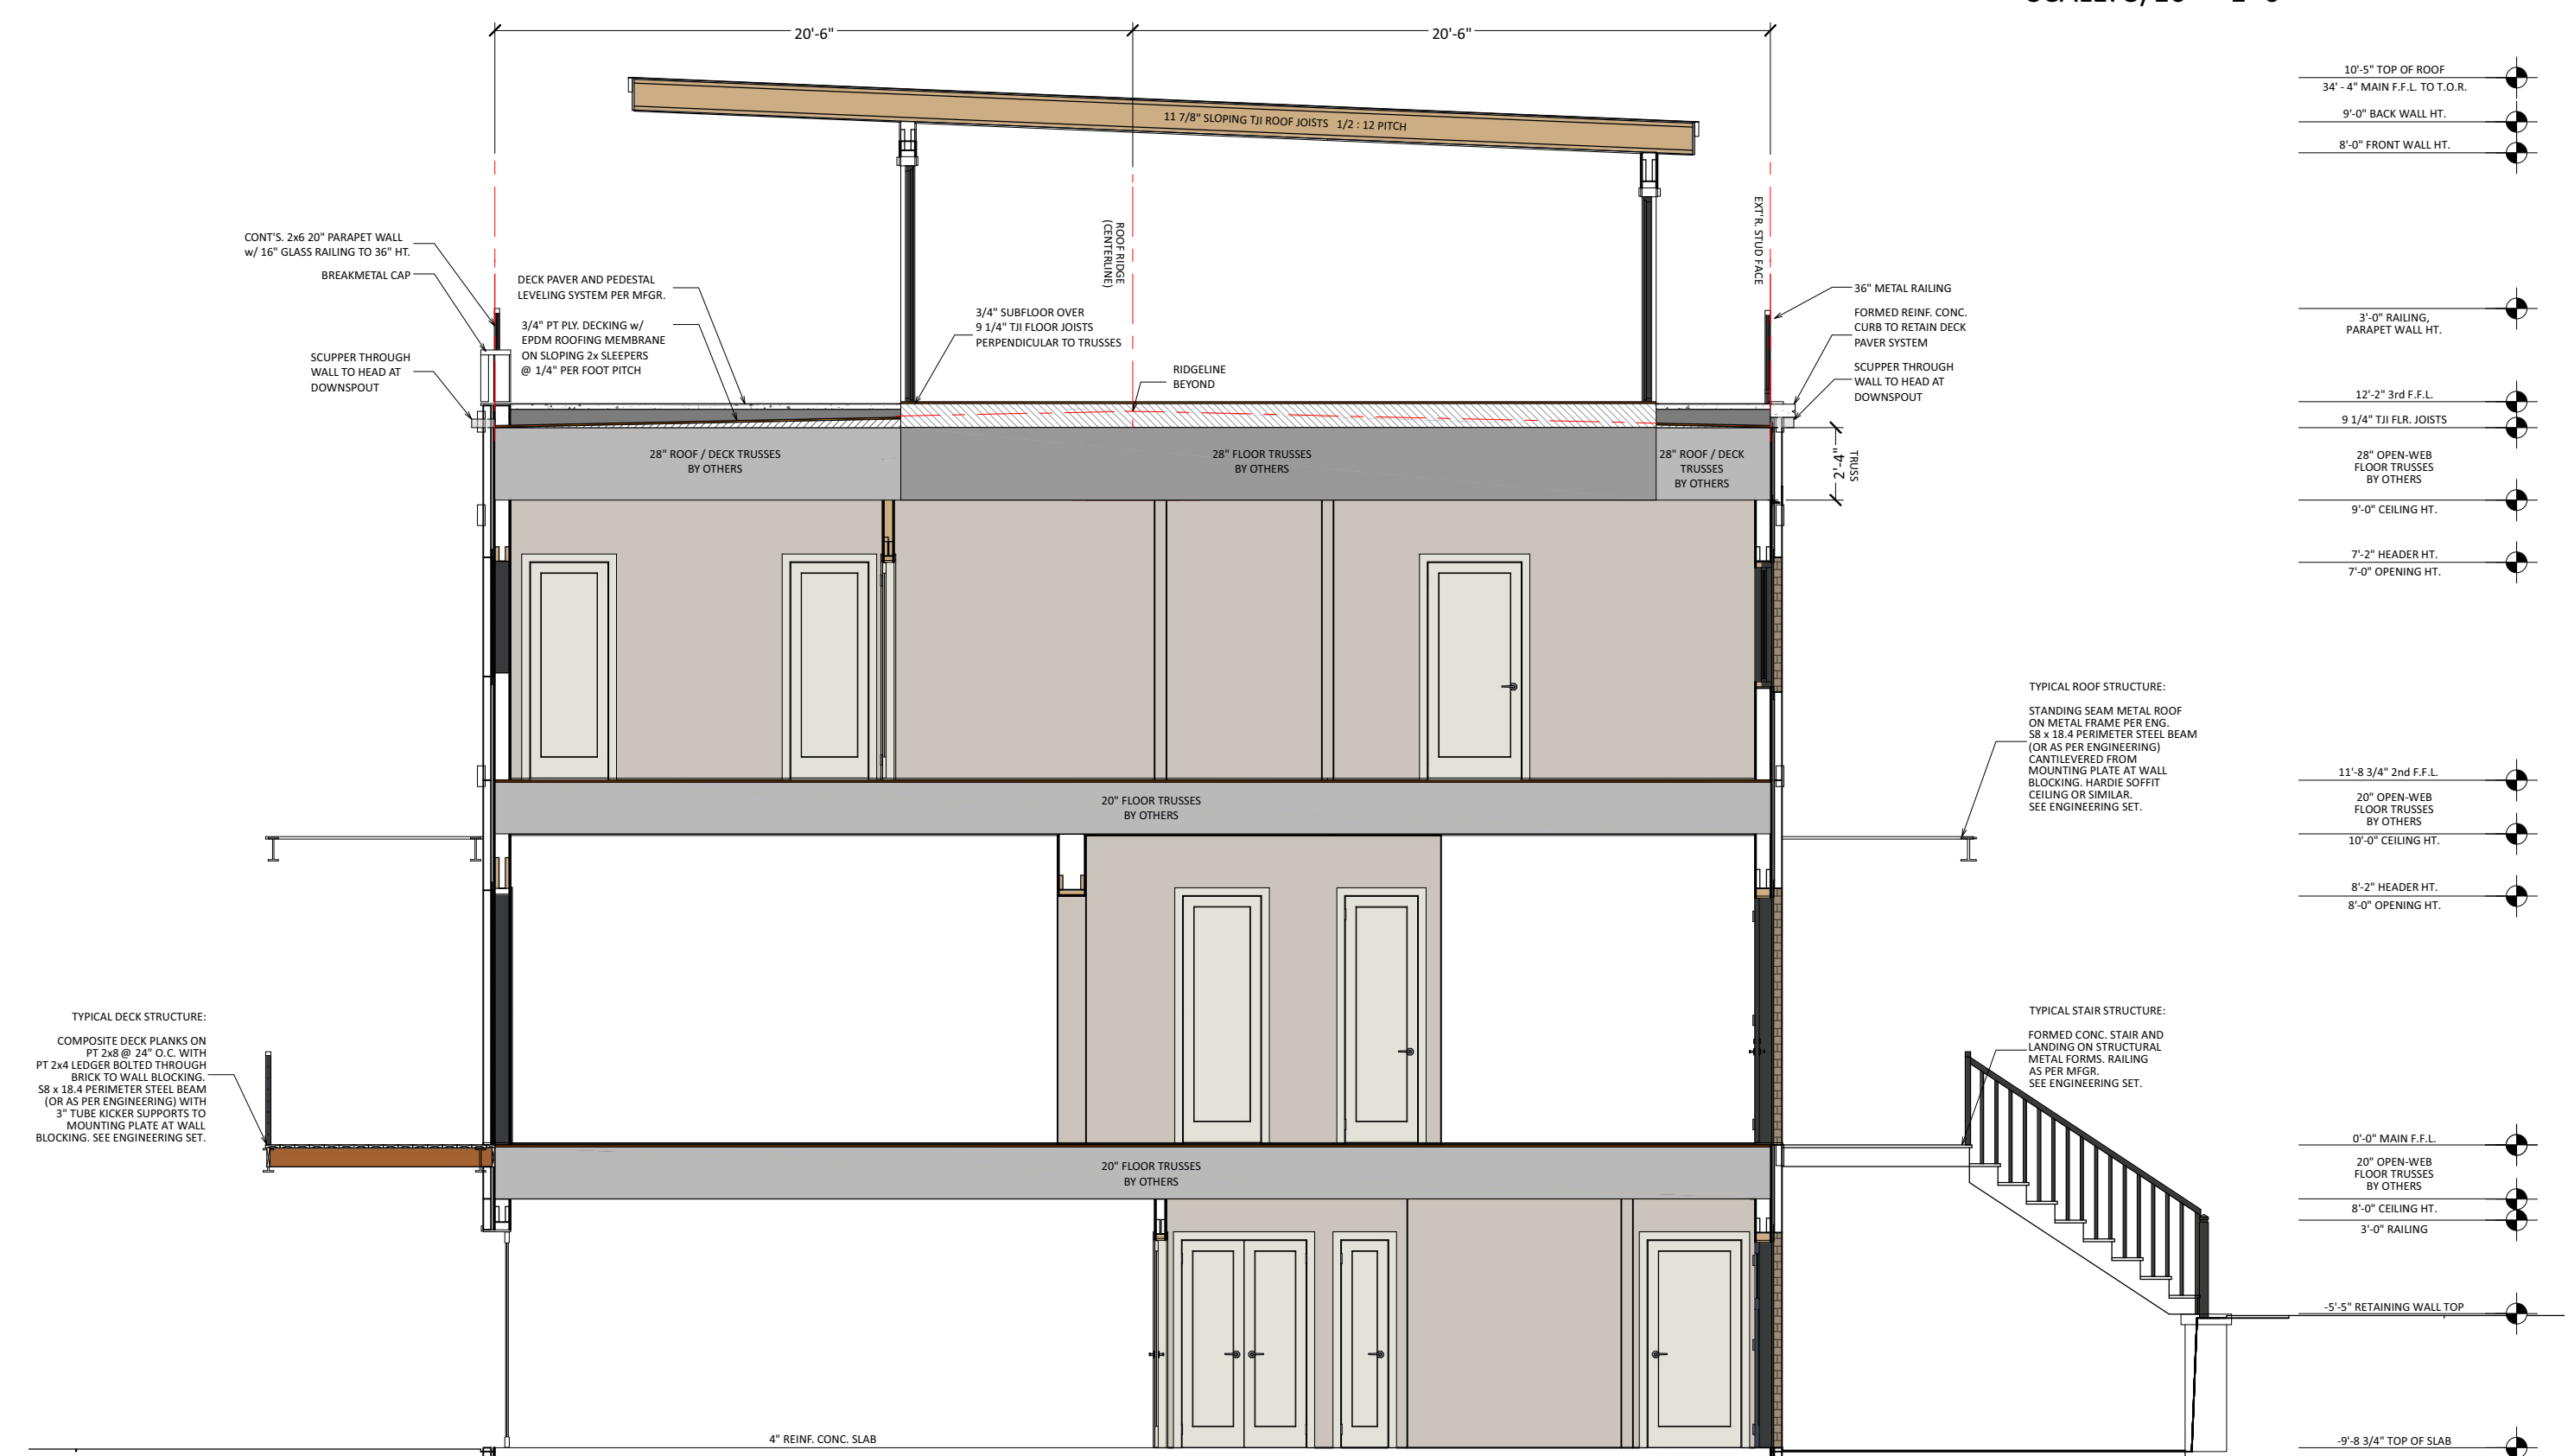 20'-6"
20'-6"
11 7/8" SLOPING TJI ROOF JOISTS 1/2 : 12 PITCH
ROOF RIDGE
(CENTERLINE)
EXT'R. STUD FACE
CONT'S. 2x6 20" PARAPET WALL
w/ 16" GLASS RAILING TO 36" HT.
BREAKMETAL CAP
SCUPPER THROUGH
WALL TO HEAD AT
DOWNSPOUT
DECK PAVER AND PEDESTAL
LEVELING SYSTEM PER MFGR.
3/4" PT PLY. DECKING w/
EPDM ROOFING MEMBRANE
ON SLOPING 2x SLEEPERS
@ 1/4" PER FOOT PITCH
3/4" SUBFLOOR OVER
9 1/4" TJI FLOOR JOISTS
PERPENDICULAR TO TRUSSES
RIDGELINE
BEYOND
36" METAL RAILING
FORMED REINF. CONC.
CURB TO RETAIN DECK
PAVER SYSTEM
SCUPPER THROUGH
WALL TO HEAD AT
DOWNSPOUT
28" ROOF / DECK TRUSSES
BY OTHERS
28" FLOOR TRUSSES
BY OTHERS
28" ROOF / DECK
TRUSSES
BY OTHERS
2'-4"
TRUSS
20" FLOOR TRUSSES
BY OTHERS
20" FLOOR TRUSSES
BY OTHERS
4" REINF. CONC. SLAB
TYPICAL DECK STRUCTURE:
COMPOSITE DECK PLANKS ON
PT 2x8 @ 24" O.C. WITH
PT 2x4 LEDGER BOLTED THROUGH
BRICK TO WALL BLOCKING.
S8 x 18.4 PERIMETER STEEL BEAM
(OR AS PER ENGINEERING) WITH
3" TUBE KICKER SUPPORTS TO
MOUNTING PLATE AT WALL
BLOCKING. SEE ENGINEERING SET.
TYPICAL ROOF STRUCTURE:
STANDING SEAM METAL ROOF
ON METAL FRAME PER ENG.
S8 x 18.4 PERIMETER STEEL BEAM
(OR AS PER ENGINEERING)
CANTILEVERED FROM
MOUNTING PLATE AT WALL
BLOCKING. HARDIE SOFFIT
CEILING OR SIMILAR.
SEE ENGINEERING SET.
TYPICAL STAIR STRUCTURE:
FORMED CONC. STAIR AND
LANDING ON STRUCTURAL
METAL FORMS. RAILING
AS PER MFGR.
SEE ENGINEERING SET.
10'-5" TOP OF ROOF
34' - 4" MAIN F.F.L. TO T.O.R.
9'-0" BACK WALL HT.
8'-0" FRONT WALL HT.
3'-0" RAILING,
PARAPET WALL HT.
12'-2" 3rd F.F.L.
9 1/4" TJI FLR. JOISTS
28" OPEN-WEB
FLOOR TRUSSES
BY OTHERS
9'-0" CEILING HT.
7'-2" HEADER HT.
7'-0" OPENING HT.
11'-8 3/4" 2nd F.F.L.
20" OPEN-WEB
FLOOR TRUSSES
BY OTHERS
10'-0" CEILING HT.
8'-2" HEADER HT.
8'-0" OPENING HT.
0'-0" MAIN F.F.L.
20" OPEN-WEB
FLOOR TRUSSES
BY OTHERS
8'-0" CEILING HT.
3'-0" RAILING
-5'-5" RETAINING WALL TOP
-9'-8 3/4" TOP OF SLAB